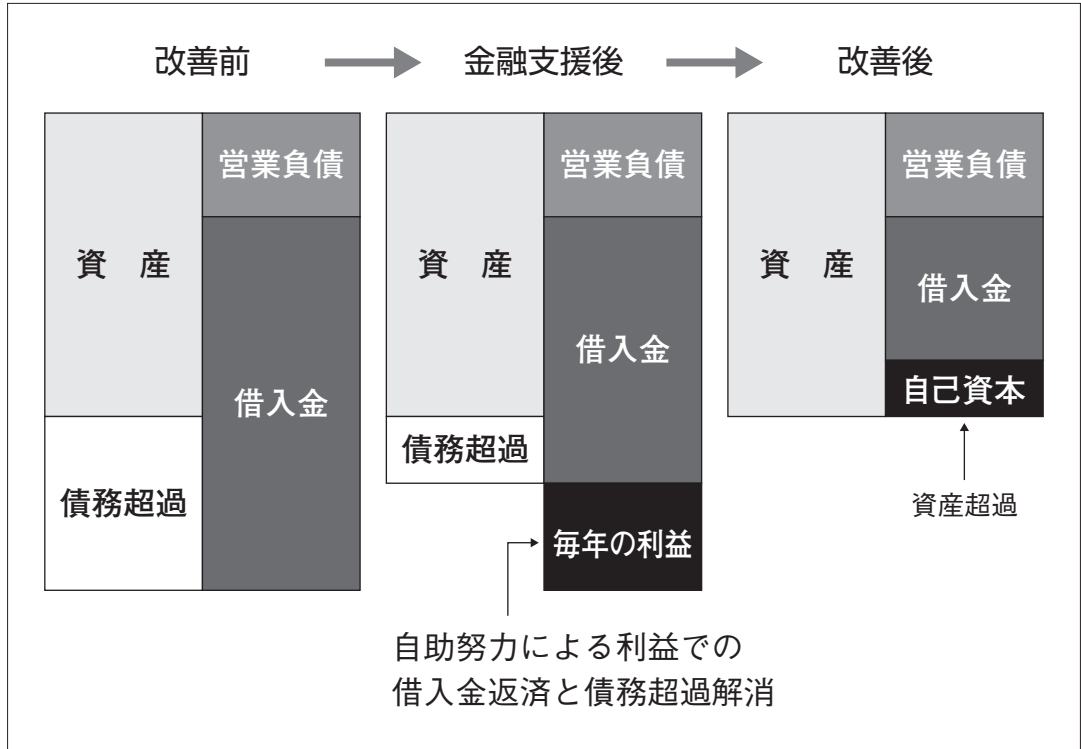 改善前
金融支援後
改善後
資　産
営業負債
借入金
債務超過
資　産
営業負債
借入金
債務超過
毎年の利益
自助努力による利益での
借入金返済と債務超過解消
資　産
営業負債
借入金
自己資本
資産超過